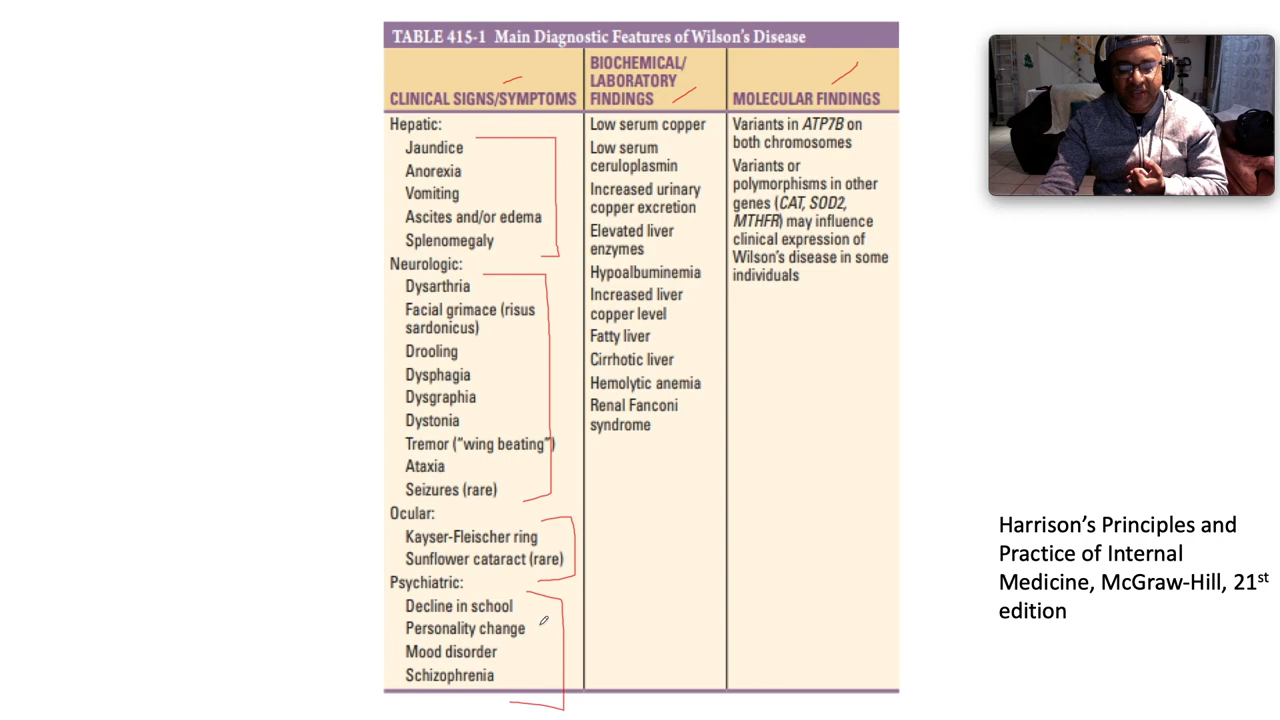 TABLE 415-1 Main Diagnostic Features of Wilson's Disease
CLINICAL SIGNS/SYMPTOMS
Hepatic:
Jaundice
Anorexia
Vomiting
Ascites and/or edema
Splenomegaly
Neurologic:
Dysarthria
Facial grimace (risus
sardonicus)
Drooling
Dysphagia
Dysgraphia
Dystonia
Tremor (“wing beating”)
Ataxia
Seizures (rare)
Ocular:
Kayser-Fleischer ring
Sunflower cataract (rare)
Psychiatric:
Decline in school
Personality change
Mood disorder
Schizophrenia
BIOCHEMICAL/
LABORATORY
FINDINGS
Low serum copper
Low serum
ceruloplasmin
Increased urinary
copper excretion
Elevated liver
enzymes
Hypoalbuminemia
Increased liver
copper level
Fatty liver
Cirrhotic liver
Hemolytic anemia
Renal Fanconi
syndrome
MOLECULAR FINDINGS
Variants in ATP7B on
both chromosomes
Variants or
polymorphisms in other
genes (CAT, SOD2,
MTHFR) may influence
clinical expression of
Wilson's disease in some
individuals
Harrison’s Principles and
Practice of Internal
Medicine, McGraw-Hill, 21st
edition